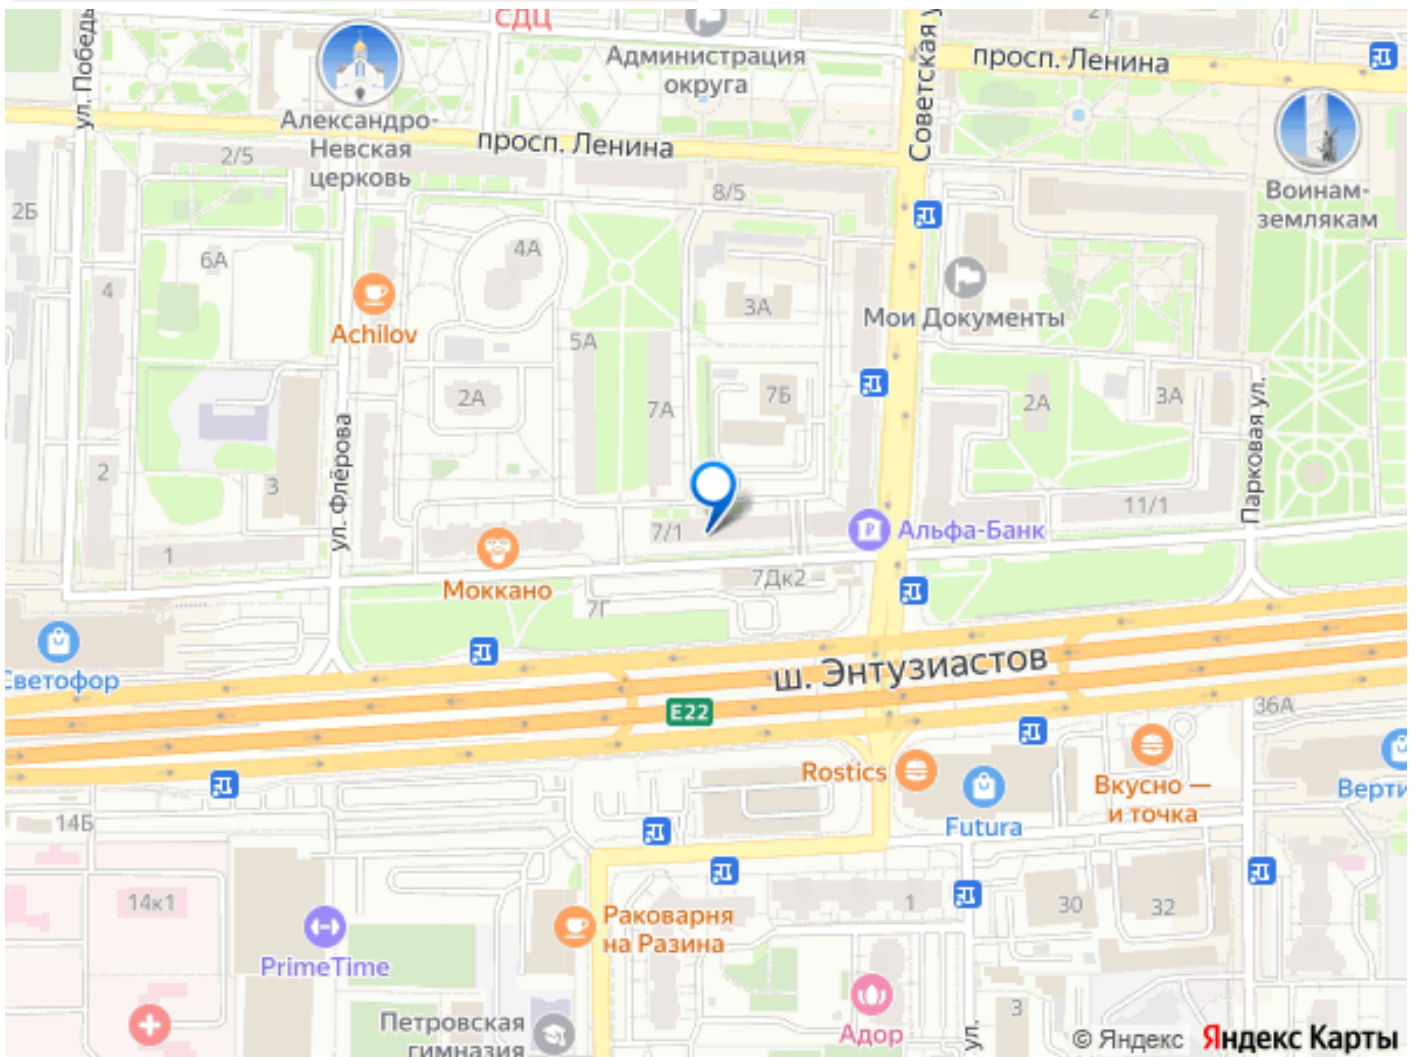 СДЦ
Администрация
округа
Советская у
просп. Ленина
ул. Победы
Александро-
Невская
церковь
просп. Ленина
2/5
8/5
Воинам-
землякам
2Б
6А
4А
4
Achilov
5А
3А
Мои Документы
2А
7А
7Б
2А
3А
Парковая ул.
ул. Флёрова
2
3
11/1
1
7/1
Альфа-Банк
Моккано
7Г
7Дк2
Светофор
ш. Энтузиастов
E22
36А
Rostics
Вкусно —
и точка
Futura
Верти
14Б
14к1
PrimeTime
Раковарня
на Разина
1
30
32
Петровская
гимназия
Адор
3
ул.
© Яндекс Яндекс Карты